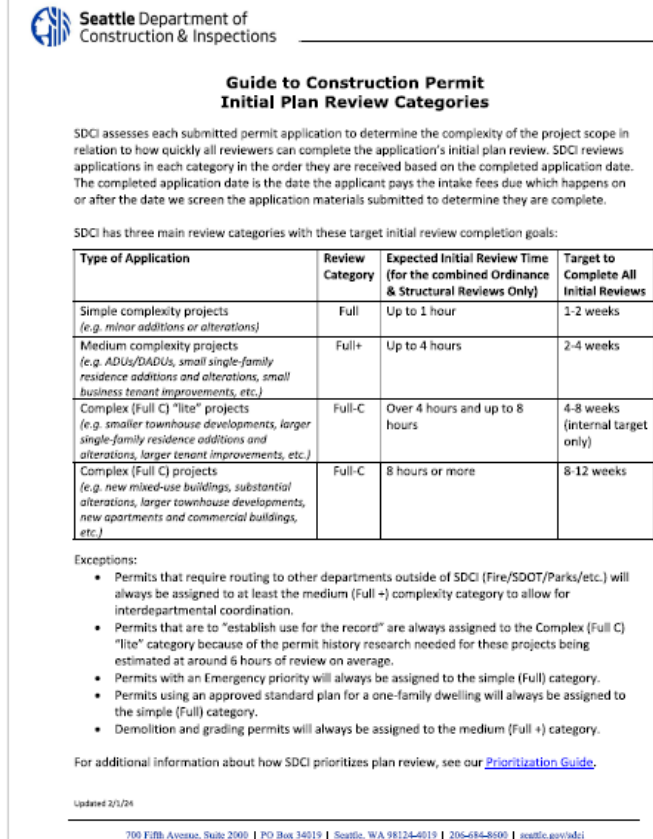 Seattle Department of
Construction & Inspections
Guide to Construction Permit
Initial Plan Review Categories
SDCI assesses each submitted permit application to determine the complexity of the project scope in
relation to how quickly all reviewers can complete the application's initial plan review. SDCI reviews
applications in each category in the order they are received based on the completed application date.
The completed application date is the date the applicant pays the intake fees due which happens on
or after the date we screen the application materials submitted to determine they are complete.
SDCI has three main review categories with these target initial review completion goals:
Type of Application
Review
Category
Expected Initial Review Time
(for the combined Ordinance
& Structural Reviews Only)
Target to
Complete All
Initial Reviews
Simple complexity projects
(e.g. minor additions or alterations)
Full
Up to 1 hour
1-2 weeks
Medium complexity projects
(e.g. ADUs/DADUs, small single-family
residence additions and alterations, small
business tenant improvements, etc.)
Full+
Up to 4 hours
2-4 weeks
Complex (Full C) "lite" projects
(e.g. smaller townhouse developments, larger
single-family residence additions and
alterations, larger tenant improvements, etc.)
Full-C
Over 4 hours and up to 8
hours
4-8 weeks
(internal target
only)
Complex (Full C) projects
(e.g. new mixed-use buildings, substantial
alterations, larger townhouse developments,
new apartments and commercial buildings,
etc.)
Full-C
8 hours or more
8-12 weeks
Exceptions:
• Permits that require routing to other departments outside of SDCI (Fire/SDOT/Parks/etc.) will
always be assigned to at least the medium (Full +) complexity category to allow for
interdepartmental coordination.
• Permits that are to "establish use for the record" are always assigned to the Complex (Full C)
"lite" category because of the permit history research needed for these projects being
estimated at around 6 hours of review on average.
• Permits with an Emergency priority will always be assigned to the simple (Full) category.
• Permits using an approved standard plan for a one-family dwelling will always be assigned to
the simple (Full) category.
• Demolition and grading permits will always be assigned to the medium (Full +) category.
For additional information about how SDCI prioritizes plan review, see our Prioritization Guide.
Updated 2/1/24
700 Fifth Avenue, Suite 2000 | PO Box 34019 | Seattle, WA 98124-4019 | 206-684-8600 | seattle.gov/sdci